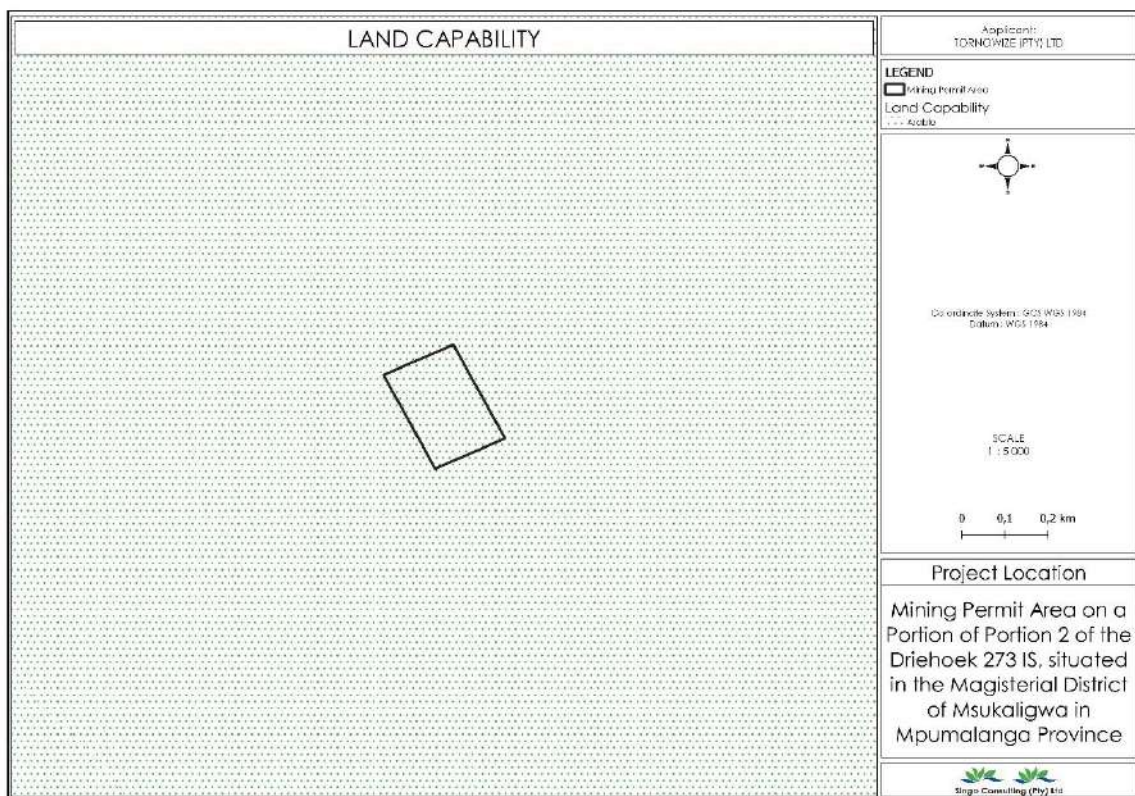 LAND CAPABILITY
Applicant:
TORNOWIZE (PTY) LTD
LEGEND
Mining Permit Area
Land Capability
Arable
Co ordinate System : GCS WGS 1984
Datum : WGS 1984
SCALE
1 : 5 000
0 0,1 0,2 km
Project Location
Mining Permit Area on a
Portion of Portion 2 of the
Driehoek 273 IS, situated
in the Magisterial District
of Msukaligwa in
Mpumalanga Province
Singo Consulting (Pty) Ltd